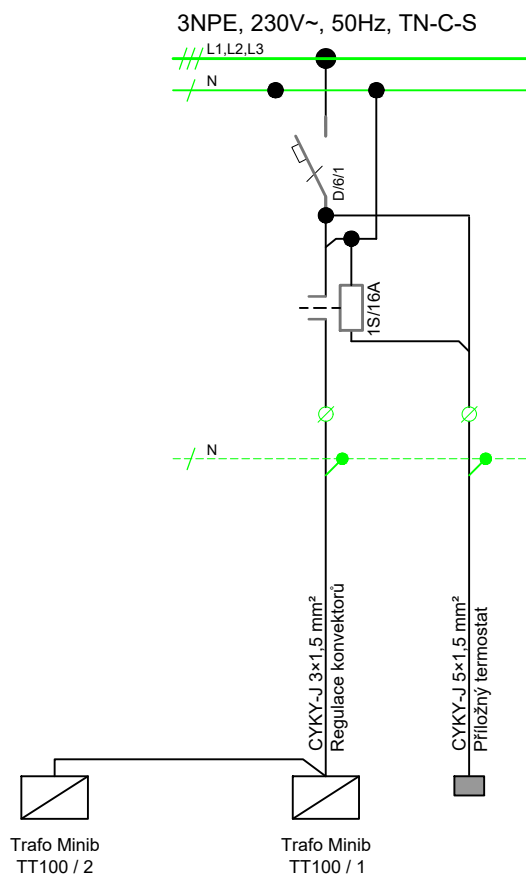 3NPE, 230V~, 50Hz, TN-C-S
L1,L2,L3
N
D/6/1
1S/16A
N
CYKY-J 3×1,5 mm²
Regulace konvektorů
CYKY-J 5×1,5 mm²
Příložný termostat
Trafo Minib
TT100 / 2
Trafo Minib
TT100 / 1